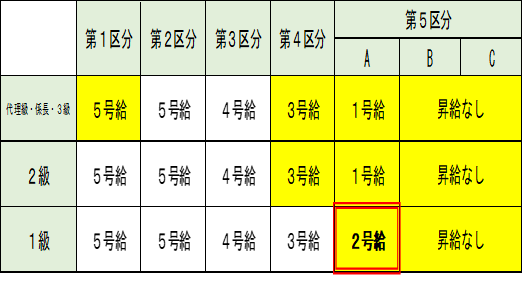 第1区分 第2区分 第3区分 第4区分 第5区分
A B C
代理級・係長・3級 5号給 5号給 4号給 3号給 1号給 昇給なし
2級 5号給 5号給 4号給 3号給 1号給 昇給なし
1級 5号給 5号給 4号給 3号給 2号給 昇給なし